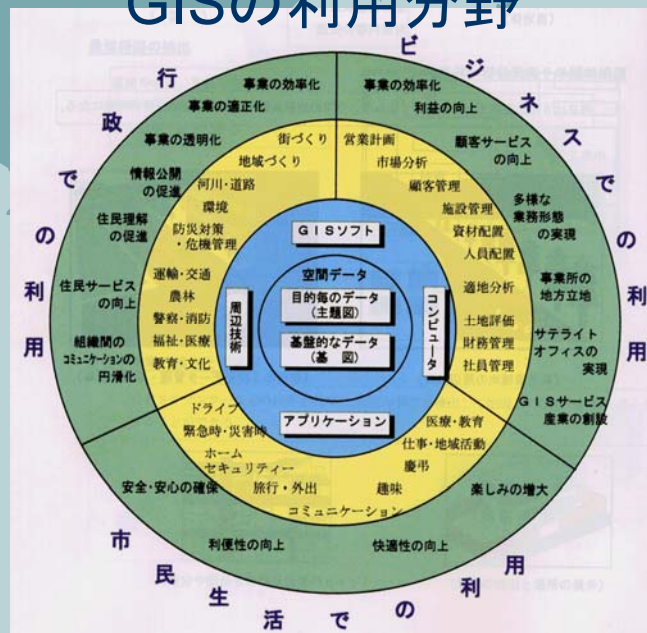 GISの利用分野
行政での利用
事業の効率化
事業の適正化
事業の透明化
情報公開
の促進
住民理解
の促進
住民サービス
の向上
組織間の
コミュニケーションの
円滑化
ビジネスでの利用
事業の効率化
利益の向上
顧客サービス
の向上
多様な
業務形態
の実現
事業所の
地方立地
サテライト
オフィスの
実現
GISサービス
産業の創設
市民生活での利用
安全・安心の確保
利便性の向上
快適性の向上
楽しみの増大
街づくり
地域づくり
河川・道路
環境
防災対策
・危機管理
運輸・交通
農林
警察・消防
福祉・医療
教育・文化
営業計画
市場分析
顧客管理
施設管理
資材配置
人員配置
適地分析
土地評価
財務管理
社員管理
ドライブ
緊急時・災害時
ホーム
セキュリティー
旅行・外出
コミュニケーション
趣味
慶弔
仕事・地域活動
医療・教育
GISソフト
周辺技術
コンピュータ
アプリケーション
空間データ
目的毎のデータ
(主題図)
基盤的なデータ
(基 図)